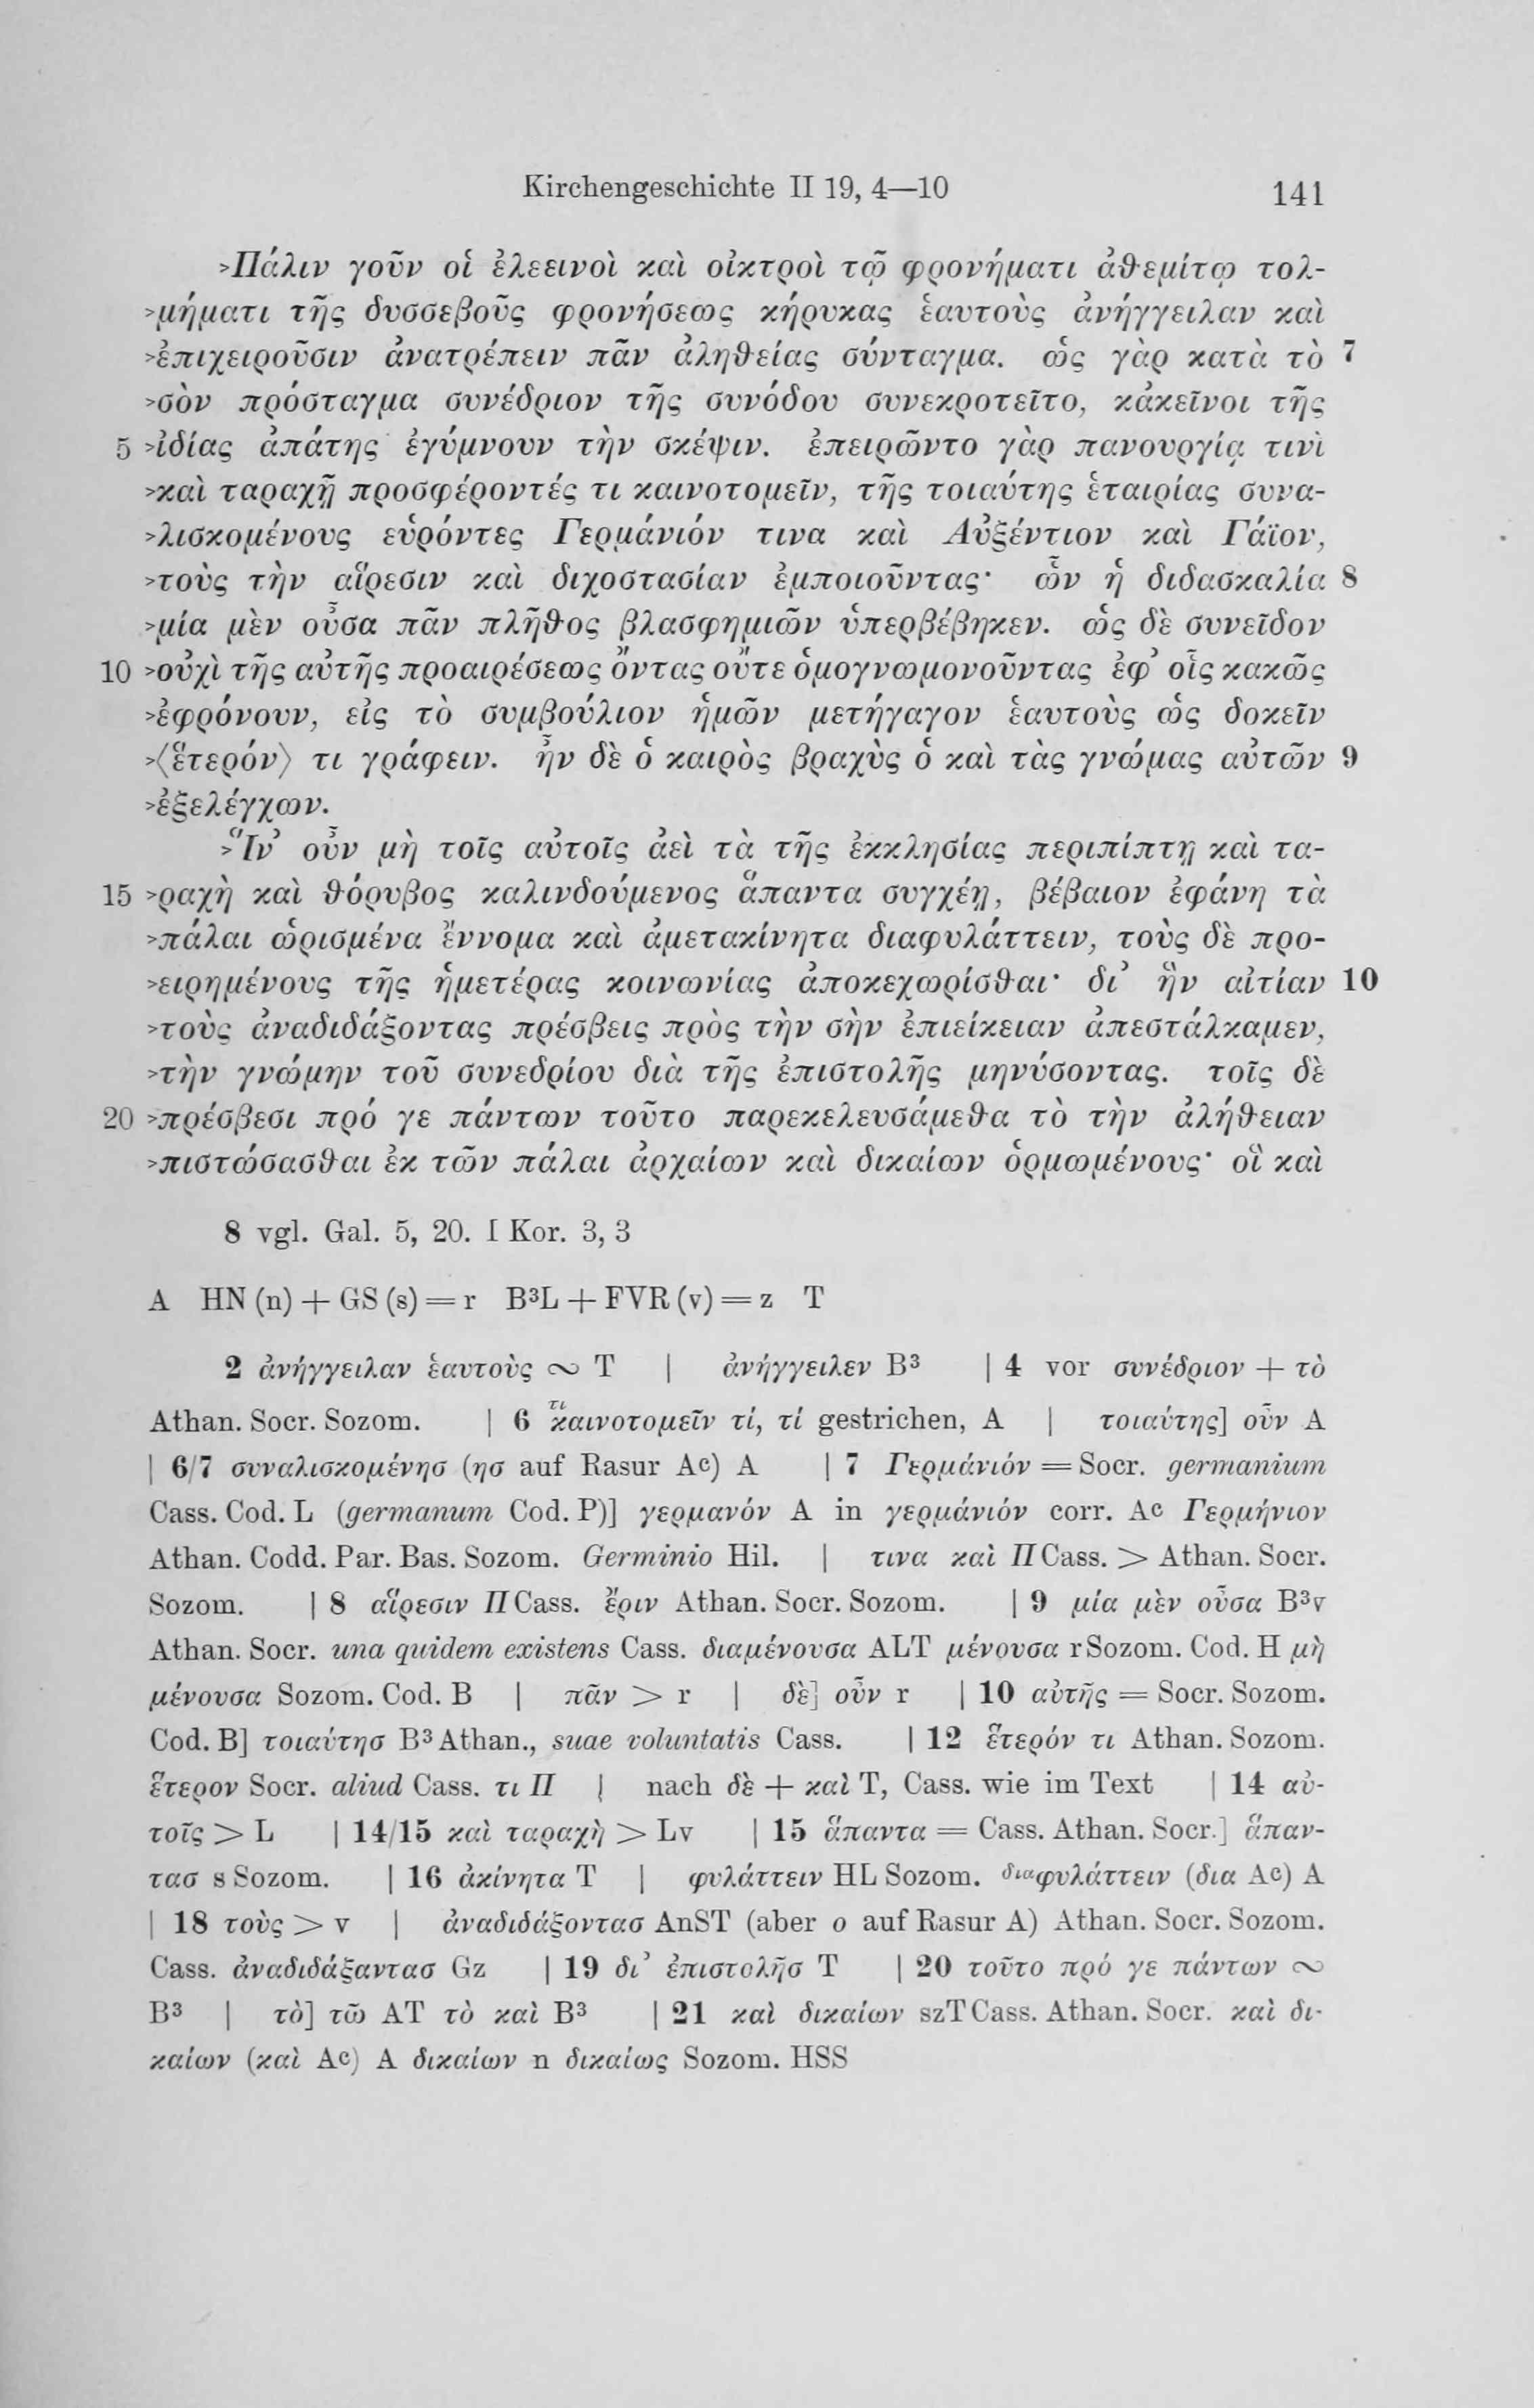 Kirchengeschichte II 19, 4—10 141
>Πάλιν γοῦν οἱ ἐλεεινοὶ καὶ οἰκτροὶ τῷ φρονήματι ἀθεμίτῳ τολ-
>μήματι τῆς δυσσεβοῦς φρονήσεως κήρυκας ἑαυτοὺς ἀνήγγειλαν καὶ
>ἐπιχειροῦσιν ἀνατρέπειν πᾶν ἀληθείας σύνταγμα. ὡς γὰρ κατὰ τὸ 7
>σὸν πρόσταγμα συνέδριον τῆς συνόδου συνεκροτεῖτο, κἀκεῖνοι τῆς
5 >ἰδίας ἀπάτης ἐγύμνουν τὴν σκέψιν. ἐπειρῶντο γὰρ πανουργίᾳ τινὶ
>καὶ ταραχῇ προσφέροντές τι καινοτομεῖν, τῆς τοιαύτης ἑταιρίας συνα-
>λισκομένους εὑρόντες Γερμάνιόν τινα καὶ Αὐξέντιον καὶ Γάϊον,
>τοὺς τὴν αἵρεσιν καὶ διχοστασίαν ἐμποιοῦντας· ὧν ἡ διδασκαλία 8
>μία μὲν οὖσα πᾶν πλῆθος βλασφημιῶν ὑπερβέβηκεν. ὡς δὲ συνεῖδον
10 >οὐχὶ τῆς αὐτῆς προαιρέσεως ὄντας οὔτε ὁμογνωμονοῦντας ἐφ’ οἷς κακῶς
>ἐφρόνουν, εἰς τὸ συμβούλιον ἡμῶν μετήγαγον ἑαυτοὺς ὡς δοκεῖν
>⟨ἕτερόν⟩ τι γράφειν. ἦν δὲ ὁ καιρὸς βραχὺς ὁ καὶ τὰς γνώμας αὐτῶν 9
>ἐξελέγχων.
>Ἵν’ οὖν μὴ τοῖς αὐτοῖς ἀεὶ τὰ τῆς ἐκκλησίας περιπίπτῃ καὶ τα-
15 >ραχὴ καὶ θόρυβος καλινδούμενος ἅπαντα συγχέῃ, βέβαιον ἐφάνη τὰ
>πάλαι ὡρισμένα ἔννομα καὶ ἀμετακίνητα διαφυλάττειν, τοὺς δὲ προ-
>ειρημένους τῆς ἡμετέρας κοινωνίας ἀποκεχωρίσθαι· δι’ ἣν αἰτίαν 10
>τοὺς ἀναδιδάξοντας πρέσβεις πρὸς τὴν σὴν ἐπιείκειαν ἀπεστάλκαμεν,
>τὴν γνώμην τοῦ συνεδρίου διὰ τῆς ἐπιστολῆς μηνύσοντας. τοῖς δὲ
20 >πρέσβεσι πρό γε πάντων τοῦτο παρεκελευσάμεθα τὸ τὴν ἀλήθειαν
>πιστώσασθαι ἐκ τῶν πάλαι ἀρχαίων καὶ δικαίων ὁρμωμένους· οἳ καὶ
8 vgl. Gal. 5, 20. I Kor. 3, 3
A HN (n) + GS (s) = r B³L + FVR (v) = z T
2 ἀνήγγειλαν ἑαυτοὺς ∾ T | ἀνήγγειλεν B³ | 4 vor συνέδριον + τὸ
Athan. Socr. Sozom. | 6 τι καινοτομεῖν τί, τί gestrichen, A | τοιαύτης] οὖν A
| 6/7 συναλισκομένησ (ησ auf Rasur Aᶜ) A | 7 Γερμάνιόν = Socr. germanium
Cass. Cod. L (germanum Cod. P)] γερμανόν A in γερμάνιόν corr. Aᶜ Γερμήνιον
Athan. Codd. Par. Bas. Sozom. Germinio Hil. | τινα καὶ Π Cass. > Athan. Socr.
Sozom. | 8 αἵρεσιν Π Cass. ἔριν Athan. Socr. Sozom. | 9 μία μὲν οὖσα B³v
Athan. Socr. una quidem existens Cass. διαμένουσα ALT μένουσα r Sozom. Cod. H μὴ
μένουσα Sozom. Cod. B | πᾶν > r | δὲ] οὖν r | 10 αὐτῆς = Socr. Sozom.
Cod. B] τοιαύτησ B³ Athan., suae voluntatis Cass. | 12 ἕτερόν τι Athan. Sozom.
ἕτερον Socr. aliud Cass. τι Π | nach δὲ + καὶ T, Cass. wie im Text | 14 αὐ-
τοῖς > L | 14/15 καὶ ταραχὴ > Lv | 15 ἅπαντα = Cass. Athan. Socr.] ἅπαν-
τασ s Sozom. | 16 ἀκίνητα T | φυλάττειν HL Sozom. διαφυλάττειν (δια Aᶜ) A
| 18 τοὺς > v | ἀναδιδάξοντασ AnST (aber ο auf Rasur A) Athan. Socr. Sozom.
Cass. ἀναδιδάξαντασ Gz | 19 δι’ ἐπιστολῆσ T | 20 τοῦτο πρό γε πάντων ∾
B³ | τὸ] τῶ AT τὸ καὶ B³ | 21 καὶ δικαίων szT Cass. Athan. Socr. καὶ δι-
καίων (καὶ Aᶜ) A δικαίων n δικαίως Sozom. HSS